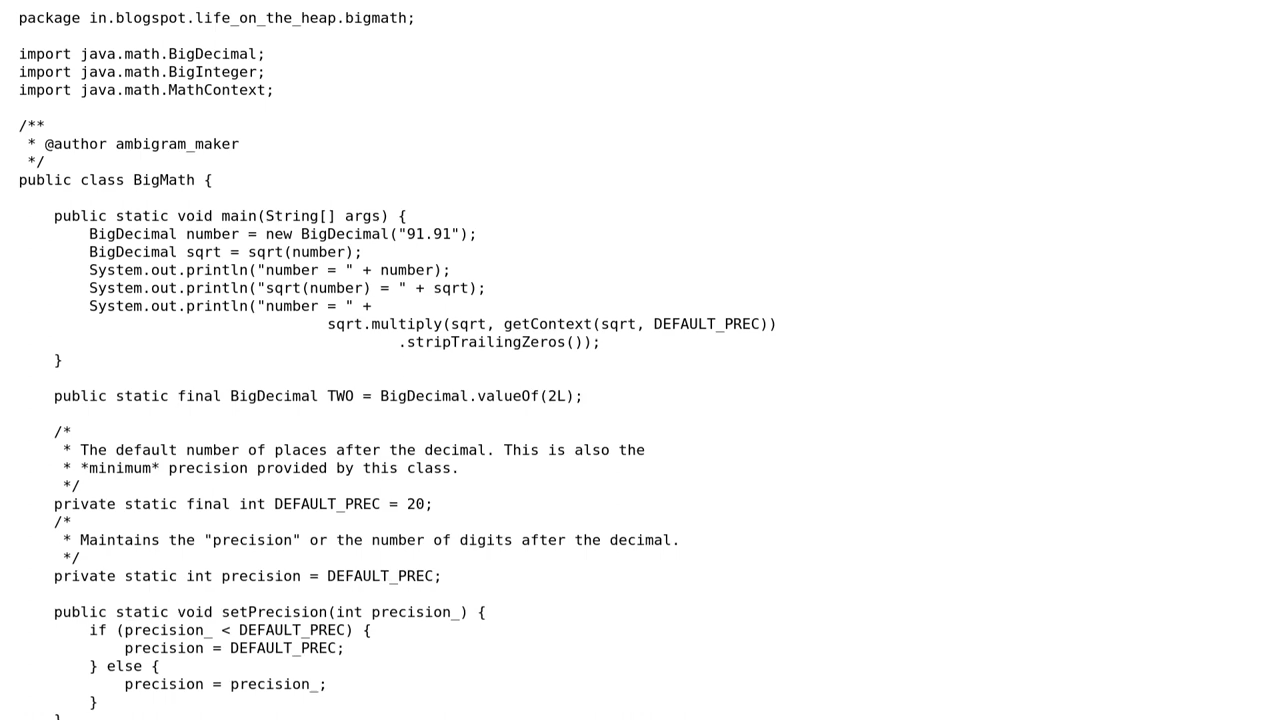 package in.blogspot.life_on_the_heap.bigmath;

import java.math.BigDecimal;
import java.math.BigInteger;
import java.math.MathContext;

/**
 * @author ambigram_maker
 */
public class BigMath {

    public static void main(String[] args) {
        BigDecimal number = new BigDecimal("91.91");
        BigDecimal sqrt = sqrt(number);
        System.out.println("number = " + number);
        System.out.println("sqrt(number) = " + sqrt);
        System.out.println("number = " +
                                   sqrt.multiply(sqrt, getContext(sqrt, DEFAULT_PREC))
                                           .stripTrailingZeros());
    }

    public static final BigDecimal TWO = BigDecimal.valueOf(2L);

    /*
     * The default number of places after the decimal. This is also the
     * *minimum* precision provided by this class.
     */
    private static final int DEFAULT_PREC = 20;
    /*
     * Maintains the "precision" or the number of digits after the decimal.
     */
    private static int precision = DEFAULT_PREC;

    public static void setPrecision(int precision_) {
        if (precision_ < DEFAULT_PREC) {
            precision = DEFAULT_PREC;
        } else {
            precision = precision_;
        }
    }